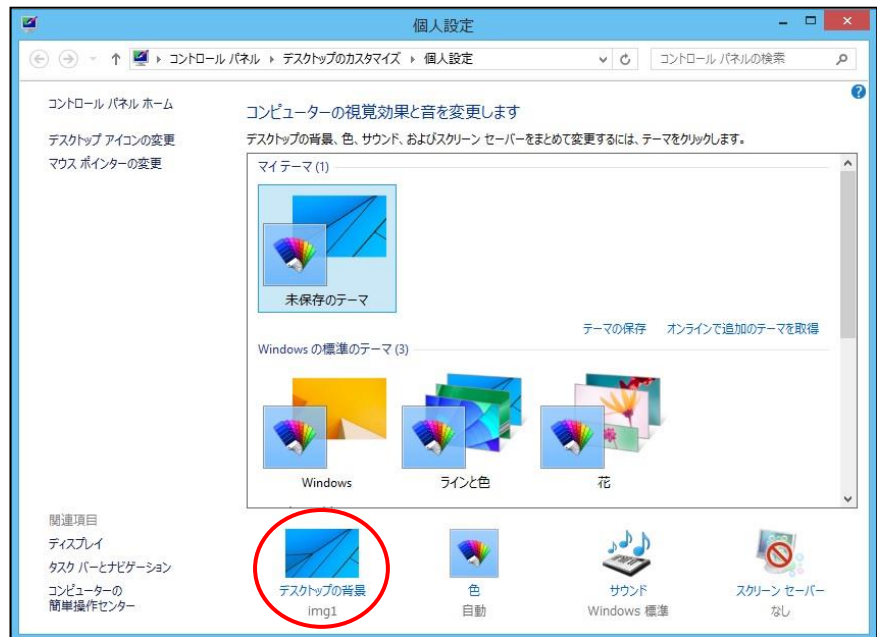 個人設定
コントロール パネル ▸ デスクトップのカスタマイズ ▸ 個人設定
コントロール パネルの検索
コントロール パネル ホーム
デスクトップ アイコンの変更
マウス ポインターの変更
コンピューターの視覚効果と音を変更します
デスクトップの背景、色、サウンド、およびスクリーン セーバーをまとめて変更するには、テーマをクリックします。
マイ テーマ (1)
未保存のテーマ
テーマの保存 オンラインで追加のテーマを取得
Windows の標準のテーマ (3)
Windows
ラインと色
花
関連項目
ディスプレイ
タスク バーとナビゲーション
コンピューターの
簡単操作センター
デスクトップの背景
img1
色
自動
サウンド
Windows 標準
スクリーン セーバー
なし